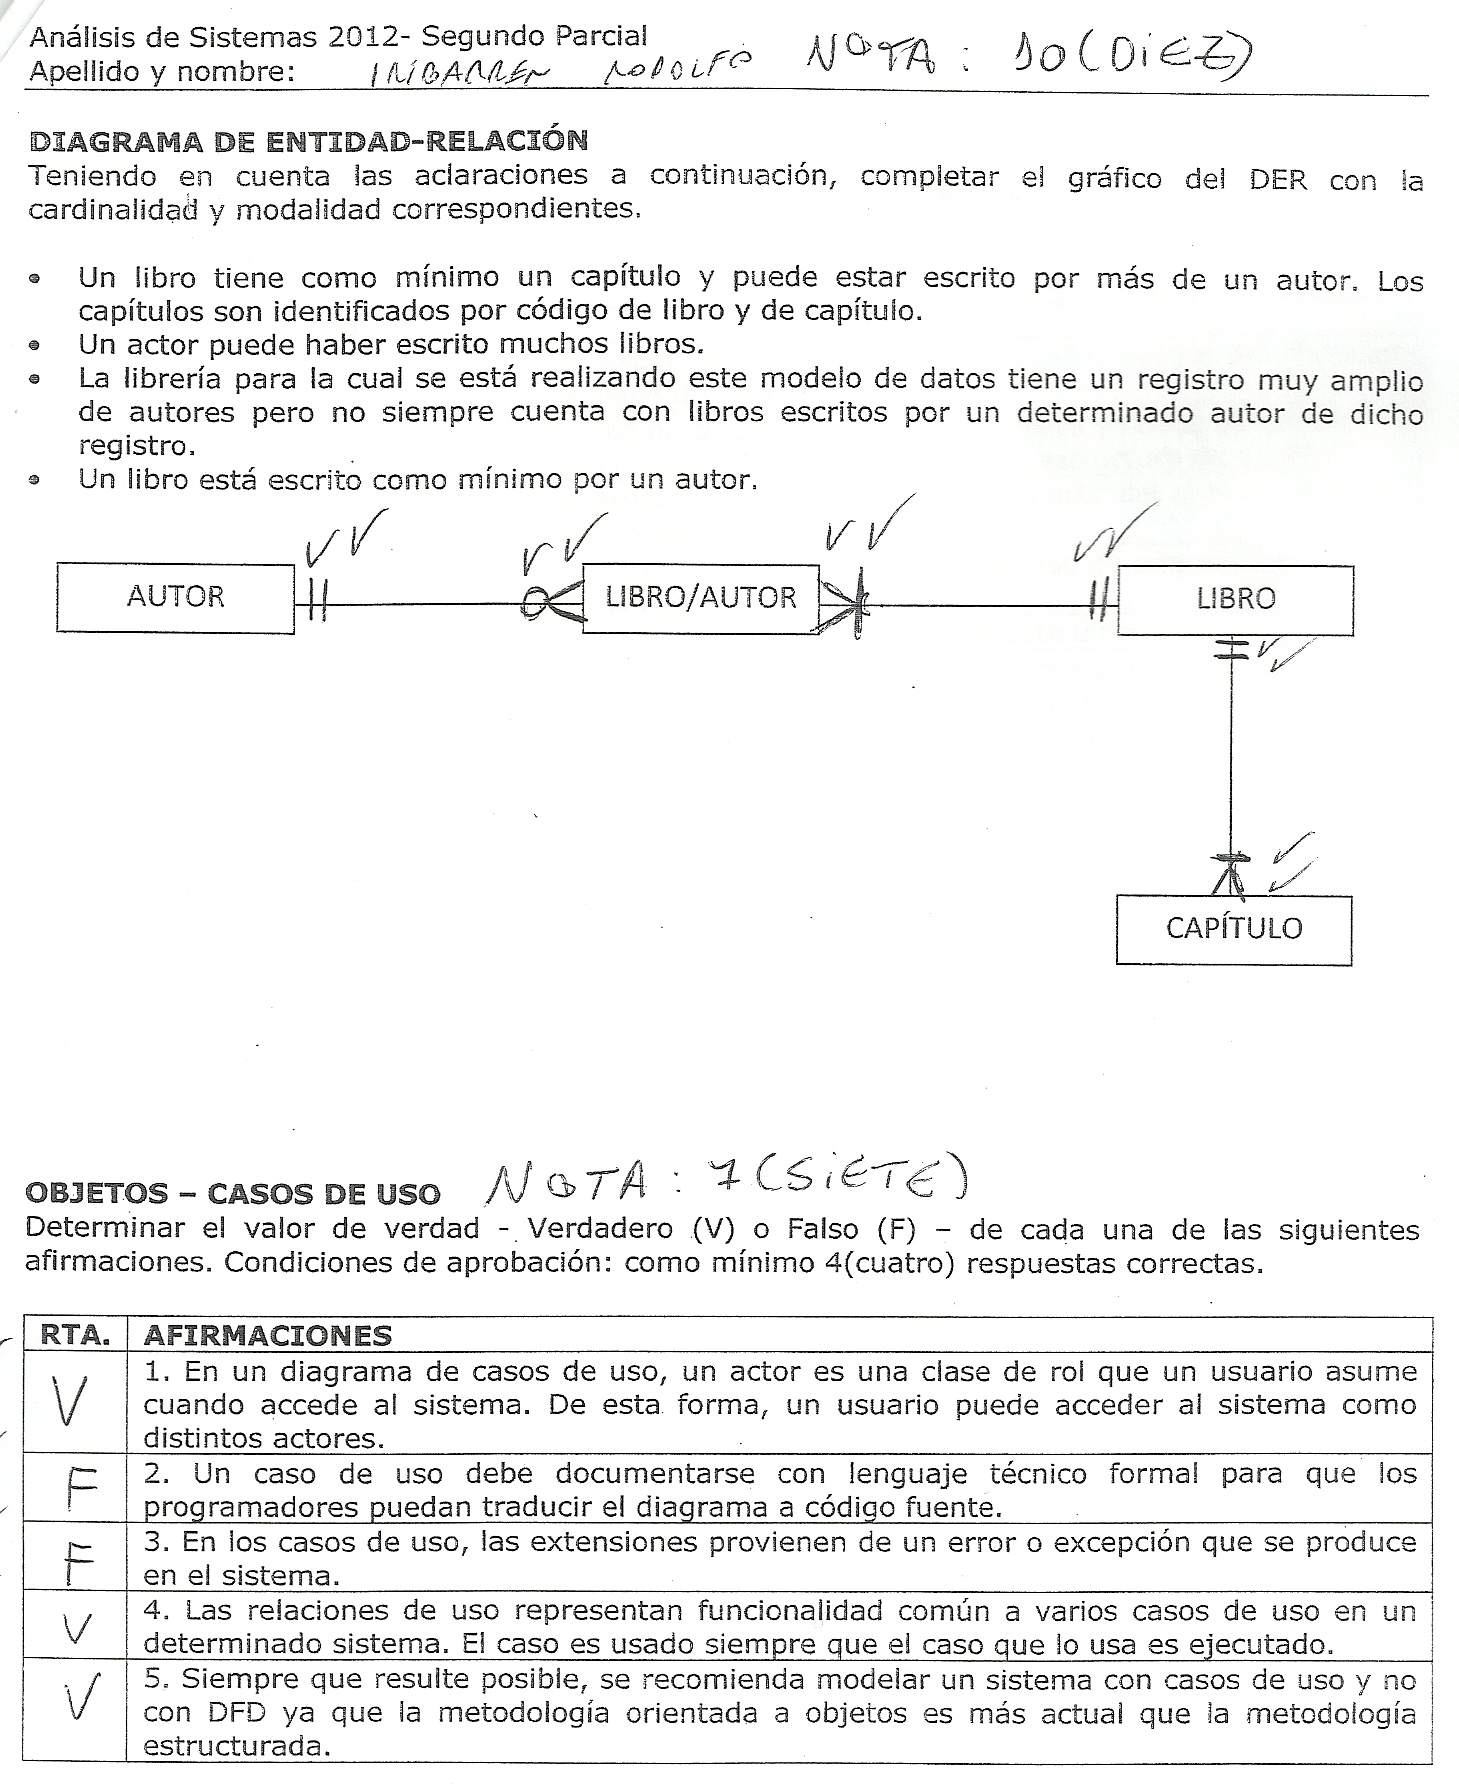 Análisis de Sistemas 2012- Segundo Parcial
Apellido y nombre: IRIBARREN RODOLFO NOTA: 10 (DIEZ)
DIAGRAMA DE ENTIDAD-RELACIÓN
Teniendo en cuenta las aclaraciones a continuación, completar el gráfico del DER con la
cardinalidad y modalidad correspondientes.
• Un libro tiene como mínimo un capítulo y puede estar escrito por más de un autor. Los
capítulos son identificados por código de libro y de capítulo.
• Un actor puede haber escrito muchos libros.
• La librería para la cual se está realizando este modelo de datos tiene un registro muy amplio
de autores pero no siempre cuenta con libros escritos por un determinado autor de dicho
registro.
• Un libro está escrito como mínimo por un autor.
AUTOR LIBRO/AUTOR LIBRO
CAPÍTULO
OBJETOS – CASOS DE USO NOTA: 7 (SIETE)
Determinar el valor de verdad - Verdadero (V) o Falso (F) – de cada una de las siguientes
afirmaciones. Condiciones de aprobación: como mínimo 4(cuatro) respuestas correctas.
RTA. AFIRMACIONES
V 1. En un diagrama de casos de uso, un actor es una clase de rol que un usuario asume
cuando accede al sistema. De esta forma, un usuario puede acceder al sistema como
distintos actores.
F 2. Un caso de uso debe documentarse con lenguaje técnico formal para que los
programadores puedan traducir el diagrama a código fuente.
F 3. En los casos de uso, las extensiones provienen de un error o excepción que se produce
en el sistema.
V 4. Las relaciones de uso representan funcionalidad común a varios casos de uso en un
determinado sistema. El caso es usado siempre que el caso que lo usa es ejecutado.
V 5. Siempre que resulte posible, se recomienda modelar un sistema con casos de uso y no
con DFD ya que la metodología orientada a objetos es más actual que la metodología
estructurada.